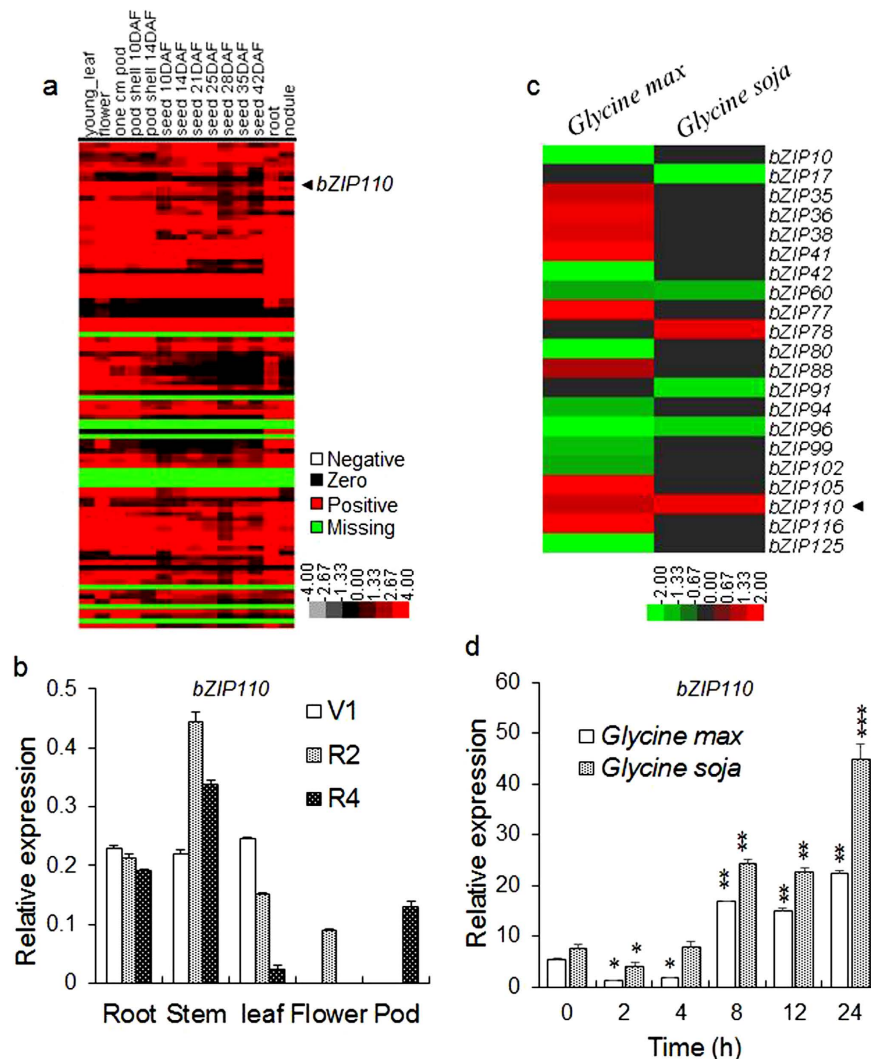 a
young_leaf
flower
one cm pod
pod shell 10DAF
pod shell 14DAF
seed 10DAF
seed 14DAF
seed 21DAF
seed 25DAF
seed 28DAF
seed 35DAF
seed 42DAF
root
nodule
bZIP110
Negative
Zero
Positive
Missing
-4.00
-2.67
-1.33
0.00
1.33
2.67
4.00
c
Glycine max
Glycine soja
bZIP10
bZIP17
bZIP35
bZIP36
bZIP38
bZIP41
bZIP42
bZIP60
bZIP77
bZIP78
bZIP80
bZIP88
bZIP91
bZIP94
bZIP96
bZIP99
bZIP102
bZIP105
bZIP110
bZIP116
bZIP125
-2.00
-1.33
-0.67
0.00
0.67
1.33
2.00
b
bZIP110
Relative expression
0.5
0.4
0.3
0.2
0.1
0
V1
R2
R4
Root Stem leaf Flower Pod
d
bZIP110
Relative expression
60
50
40
30
20
10
0
Glycine max
Glycine soja
* * * ** ** ** ** ** ***
0 2 4 8 12 24
Time (h)